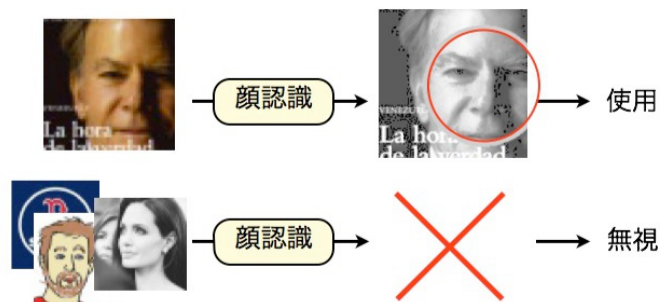 VENEZUELA
La hora
de la verdad
顔認識
VENEZUEL
La hora
de la verdad
使用
B
顔認識
無視